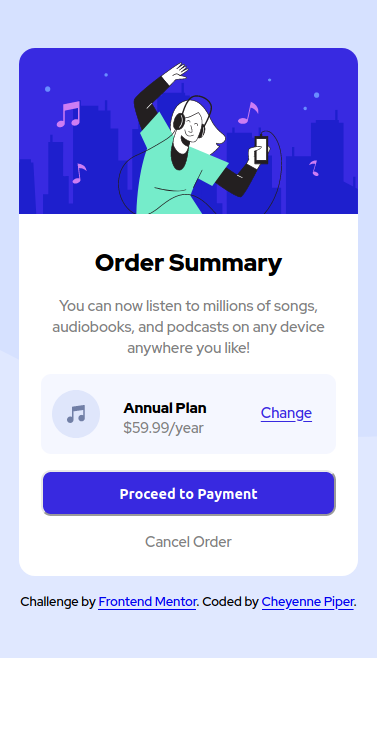 Order Summary
You can now listen to millions of songs,
audiobooks, and podcasts on any device
anywhere you like!
Annual Plan
$59.99/year
Change
Proceed to Payment
Cancel Order
Challenge by Frontend Mentor. Coded by Cheyenne Piper.